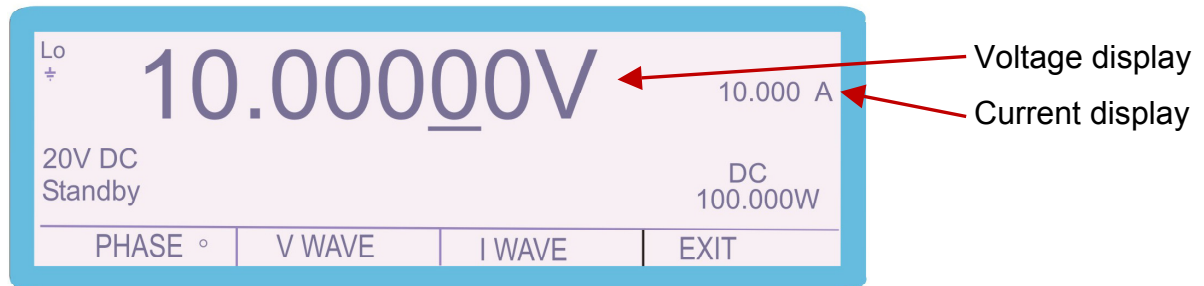 Lo
10.00000V
Voltage display
10.000 A
Current display
20V DC
Standby
DC
100.000W
PHASE °
V WAVE
I WAVE
EXIT